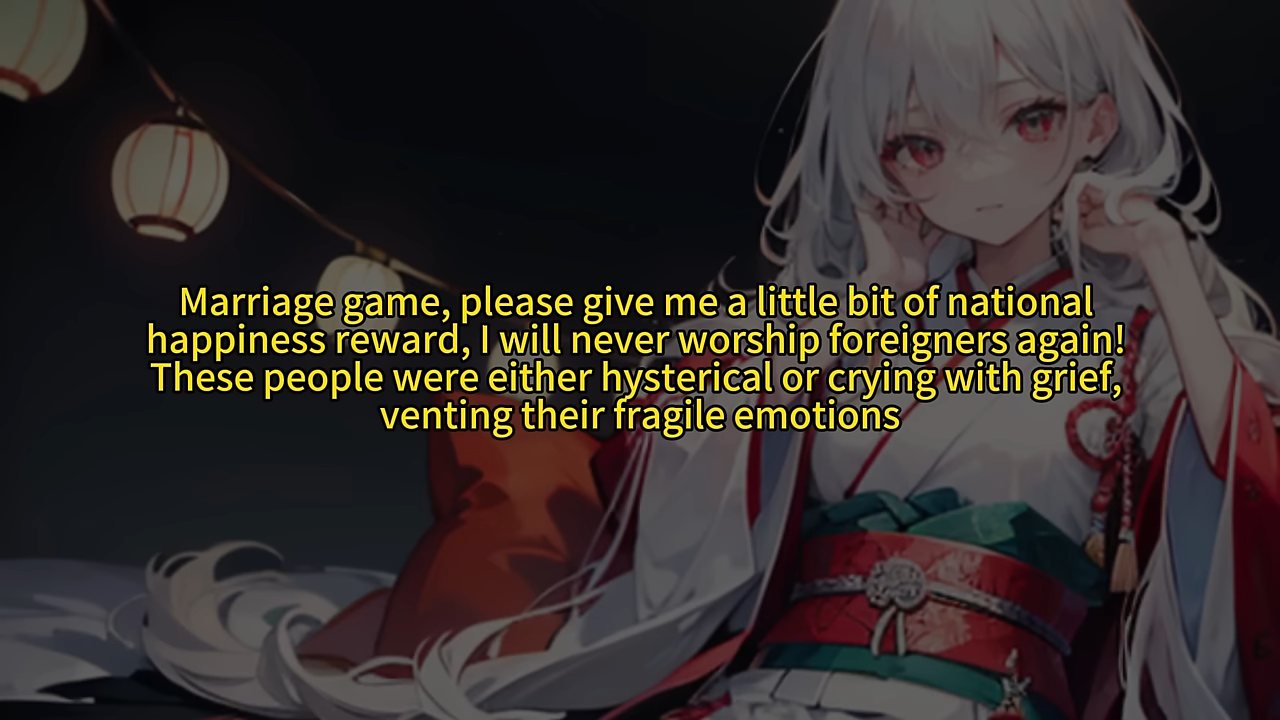 Marriage game, please give me a little bit of national
happiness reward, I will never worship foreigners again!
These people were either hysterical or crying with grief,
venting their fragile emotions